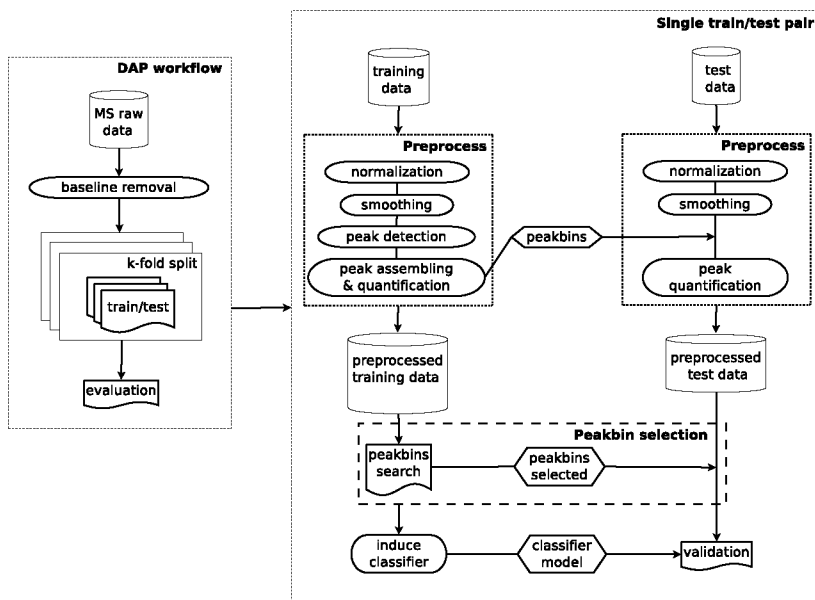 Single train/test pair
DAP workflow
MS raw
data
baseline removal
k-fold split
train/test
evaluation
training
data
Preprocess
normalization
smoothing
peak detection
peak assembling
& quantification
peakbins
test
data
Preprocess
normalization
smoothing
peak
quantification
preprocessed
training data
preprocessed
test data
Peakbin selection
peakbins
search
peakbins
selected
induce
classifier
classifier
model
validation